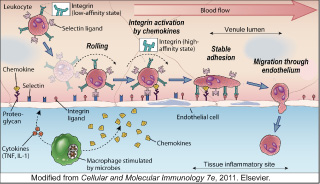 Leukocyte
Integrin
(low-affinity state)
Selectin ligand
Integrin activation
by chemokines
Blood flow
Integrin (high-
affinity state)
Venule lumen
Rolling
Stable
adhesion
Migration through
endothelium
Chemokine
Selectin
Proteo-
glycan
Integrin
ligand
Endothelial cell
Cytokines
(TNF, IL-1)
Chemokines
Macrophage stimulated
by microbes
Tissue inflammatory site
Modified from Cellular and Molecular Immunology 7e, 2011. Elsevier.